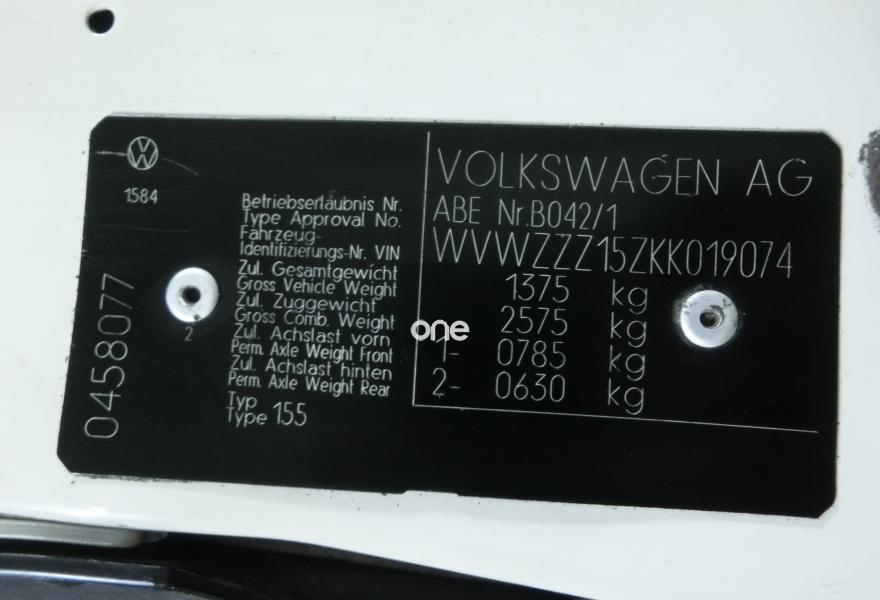 VW
1584
0458077
2
Betriebserlaubnis Nr.
Type Approval No.
Fahrzeug-
Identifizierungs-Nr. VIN
Zul. Gesamtgewicht
Gross Vehicle Weight
Zul. Zuggewicht
Gross Comb. Weight
Zul. Achslast vorn
Perm. Axle Weight Front
Zul. Achslast hinten
Perm. Axle Weight Rear
Typ
Type 155
VOLKSWAGEN AG
ABE Nr.B042/1
WVWZZZ15ZKK019074
1375 kg
2575 kg
1- 0785 kg
2- 0630 kg
one